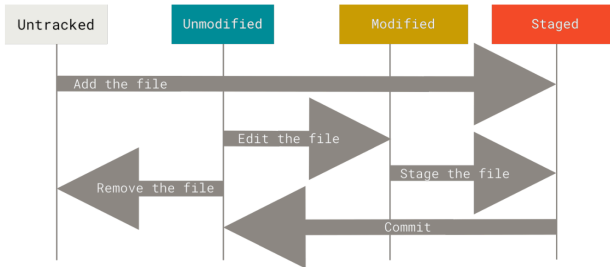 Untracked
Unmodified
Modified
Staged
Add the file
Edit the file
Stage the file
Remove the file
Commit